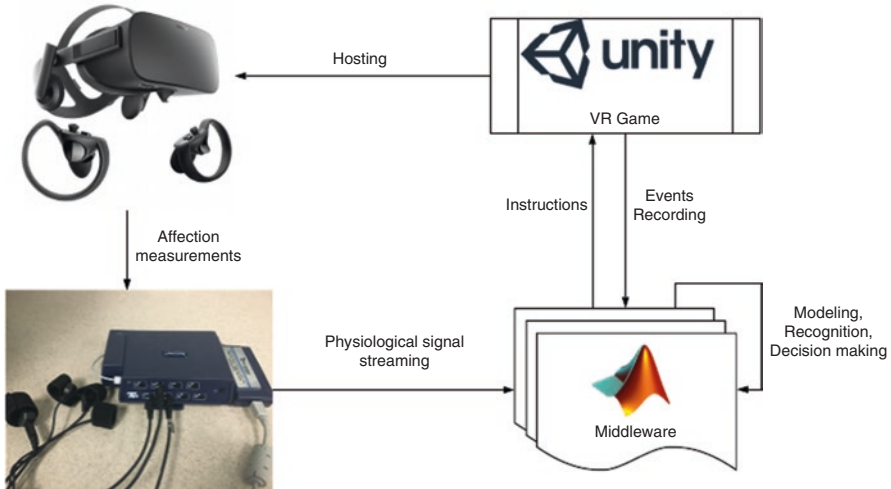 Hosting
unity
VR Game
Instructions
Events
Recording
Affection
measurements
Physiological signal
streaming
Modeling,
Recognition,
Decision making
Middleware